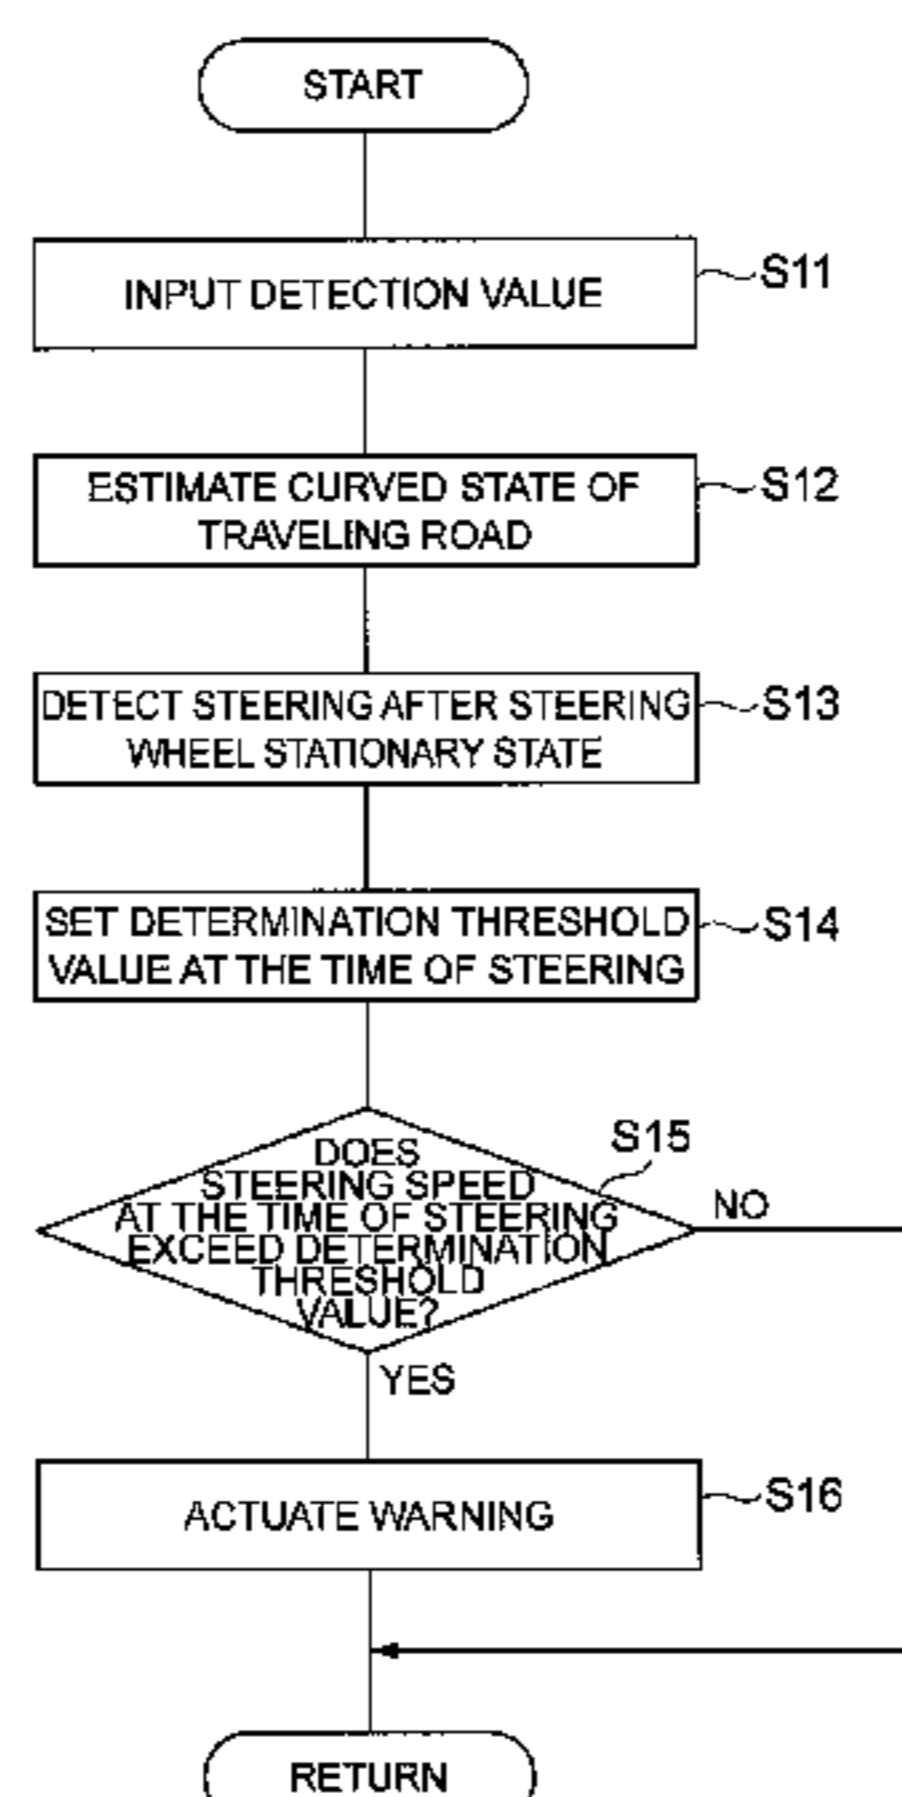 START
INPUT DETECTION VALUE
S11
ESTIMATE CURVED STATE OF
TRAVELING ROAD
S12
DETECT STEERING AFTER STEERING
WHEEL STATIONARY STATE
S13
SET DETERMINATION THRESHOLD
VALUE AT THE TIME OF STEERING
S14
DOES
STEERING SPEED
AT THE TIME OF STEERING
EXCEED DETERMINATION
THRESHOLD
VALUE?
S15
NO
YES
ACTUATE WARNING
S16
RETURN